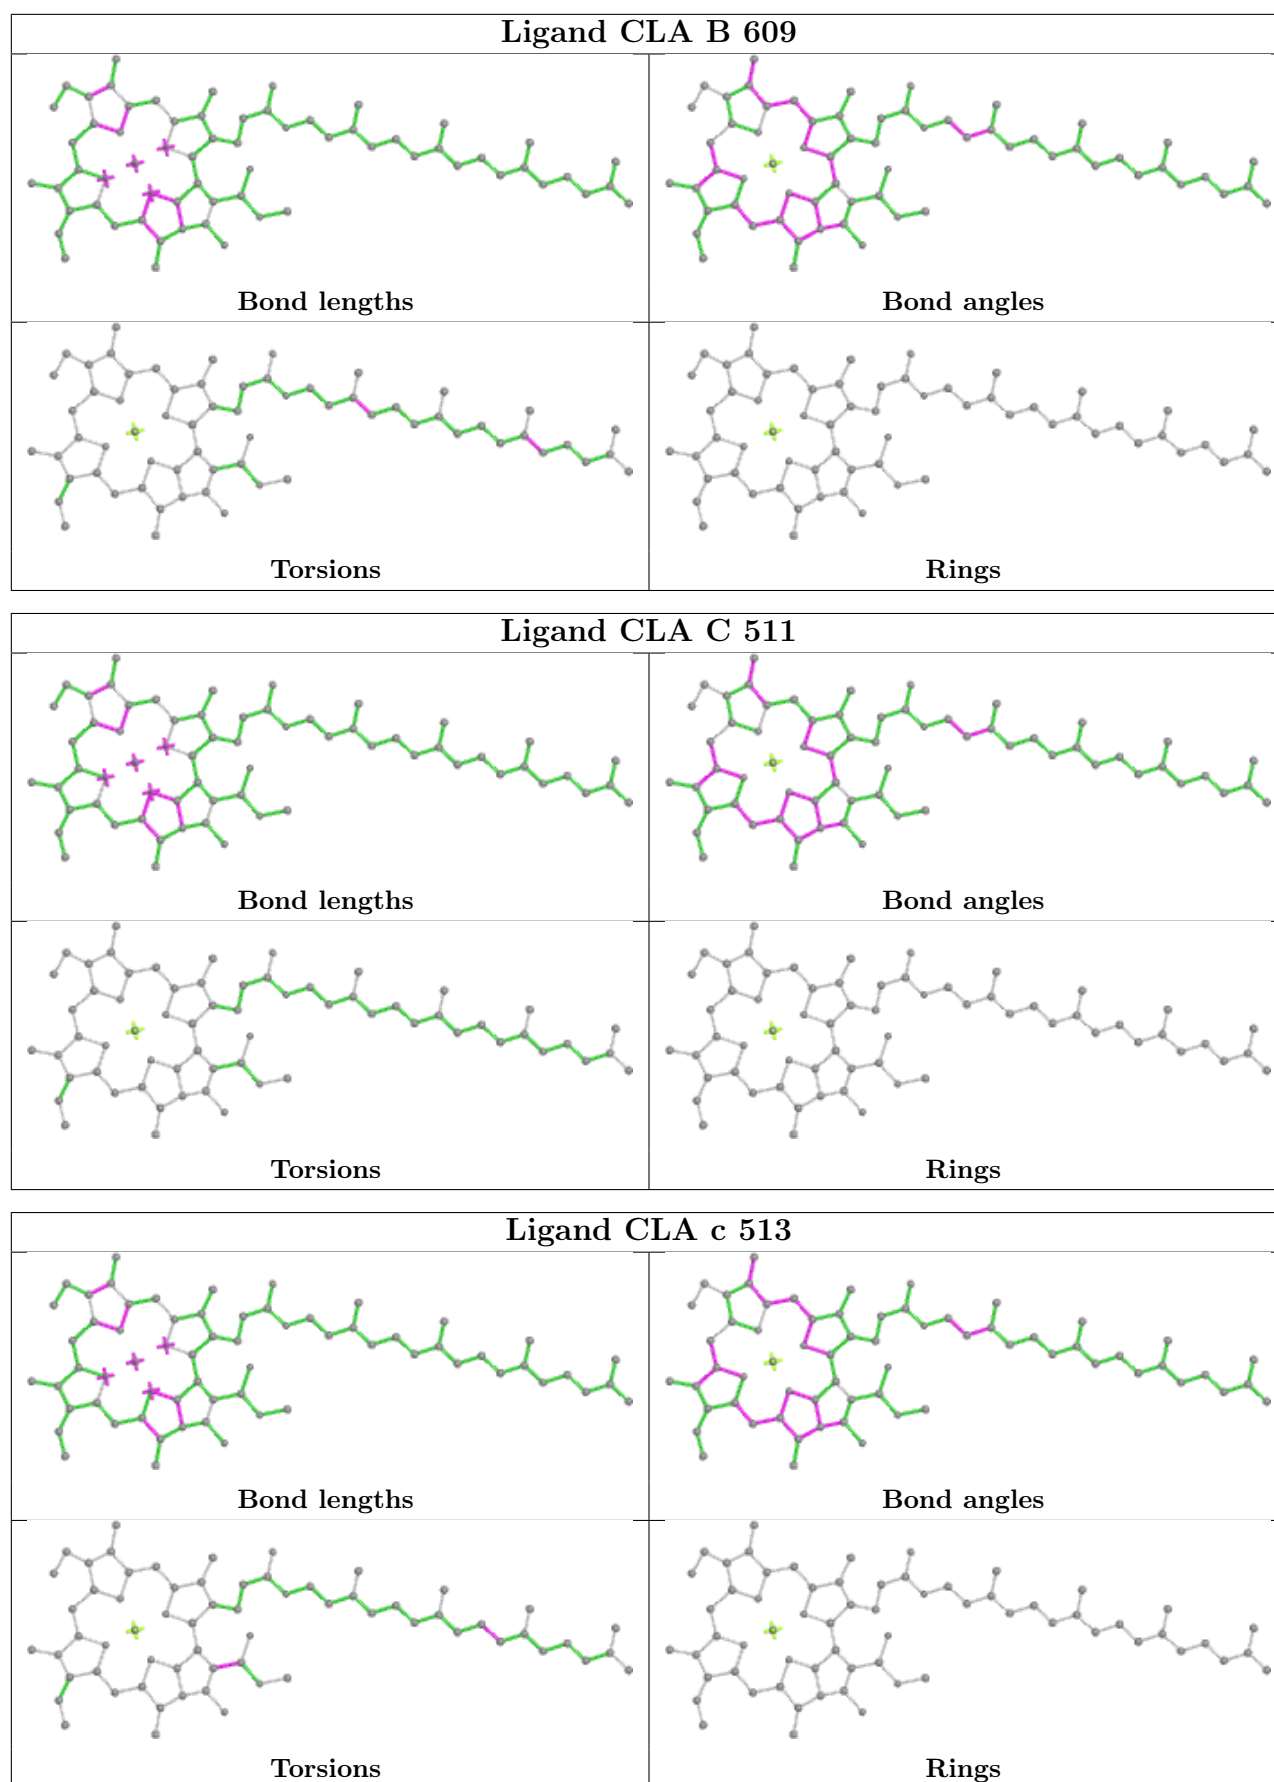 Ligand CLA B 609
Bond lengths
Bond angles
Torsions
Rings
Ligand CLA C 511
Bond lengths
Bond angles
Torsions
Rings
Ligand CLA c 513
Bond lengths
Bond angles
Torsions
Rings